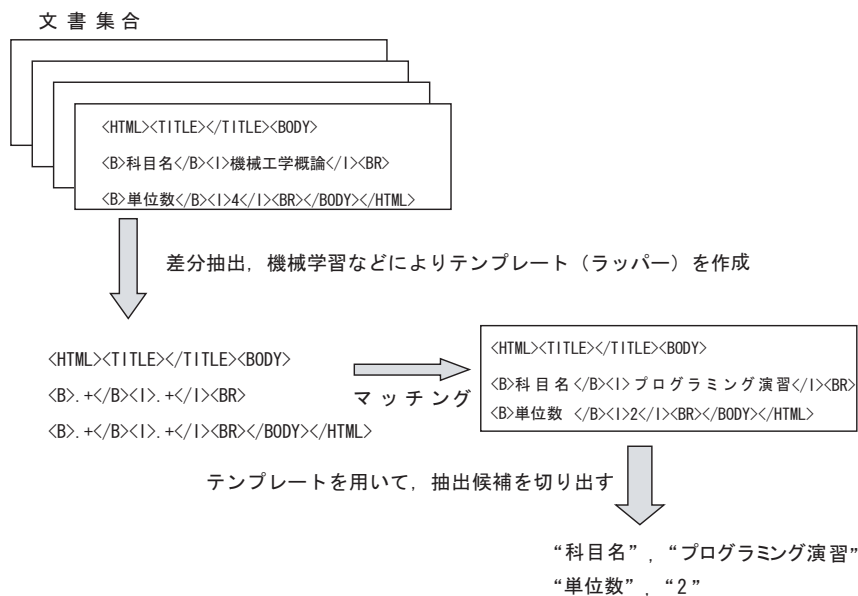 文書集合
<HTML><TITLE></TITLE><BODY>
<B>科目名</B><I>機械工学概論</I><BR>
<B>単位数</B><I>4</I><BR></BODY></HTML>
差分抽出，機械学習などによりテンプレート（ラッパー）を作成
<HTML><TITLE></TITLE><BODY>
<B>.+</B><I>.+</I><BR>
<B>.+</B><I>.+</I><BR></BODY></HTML>
マッチング
<HTML><TITLE></TITLE><BODY>
<B>科目名</B><I>プログラミング演習</I><BR>
<B>単位数 </B><I>2</I><BR></BODY></HTML>
テンプレートを用いて，抽出候補を切り出す
“科目名”，“プログラミング演習”
“単位数”，“2”